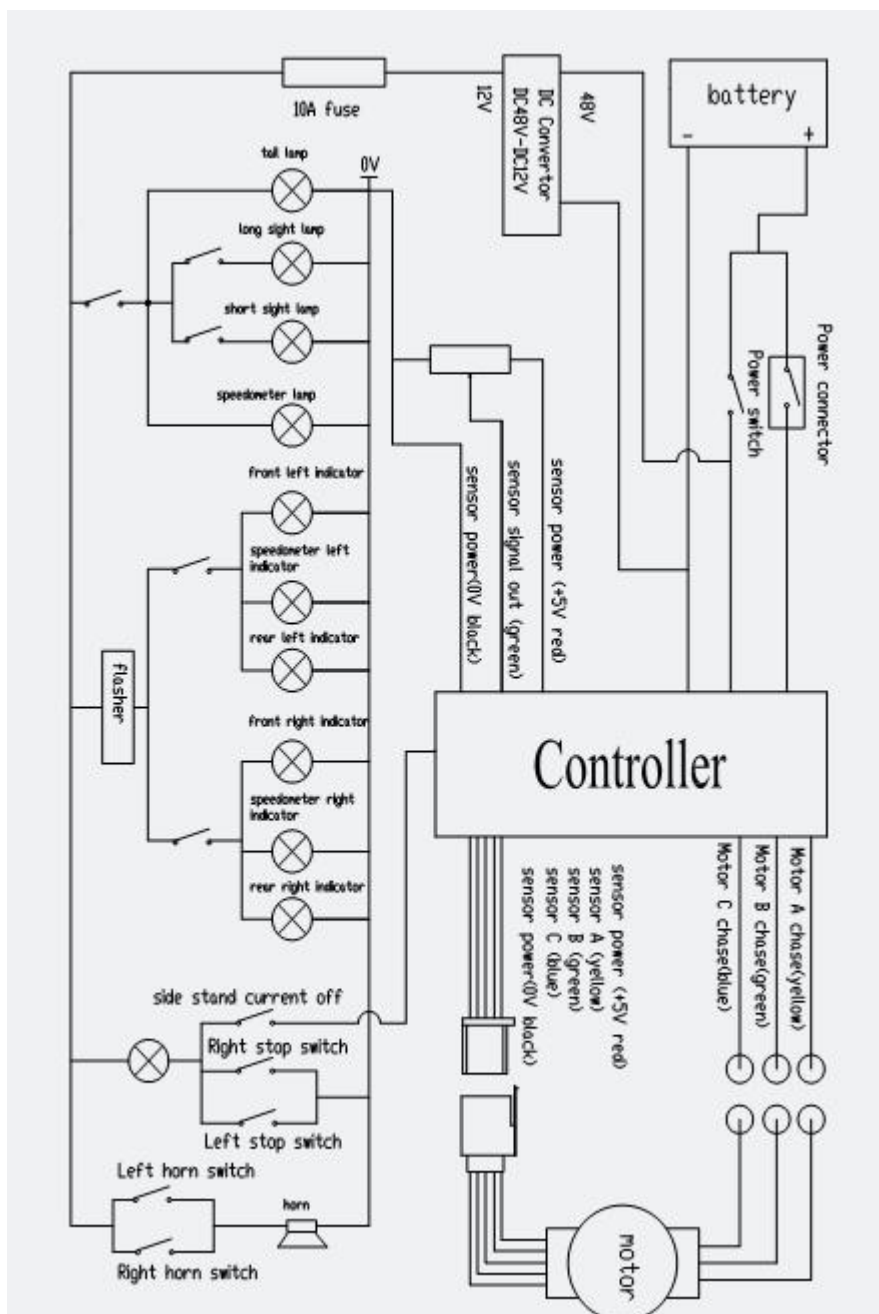 10A fuse
12V
DC Convertor
DC48V-DC12V
48V
battery
-
+
tail lamp
0V
long sight lamp
short sight lamp
speedometer lamp
Power connector
Power switch
front left indicator
speedometer left
indicator
rear left indicator
flasher
sensor power(0V black)
sensor signal out (green)
sensor power (+5V red)
front right indicator
speedometer right
indicator
rear right indicator
Controller
sensor power (+5V red)
sensor A (yellow)
sensor B (green)
sensor C (blue)
sensor power(0V black)
Motor A chase(yellow)
Motor B chase(green)
Motor C chase(blue)
side stand current off
Right stop switch
Left stop switch
Left horn switch
horn
Right horn switch
motor